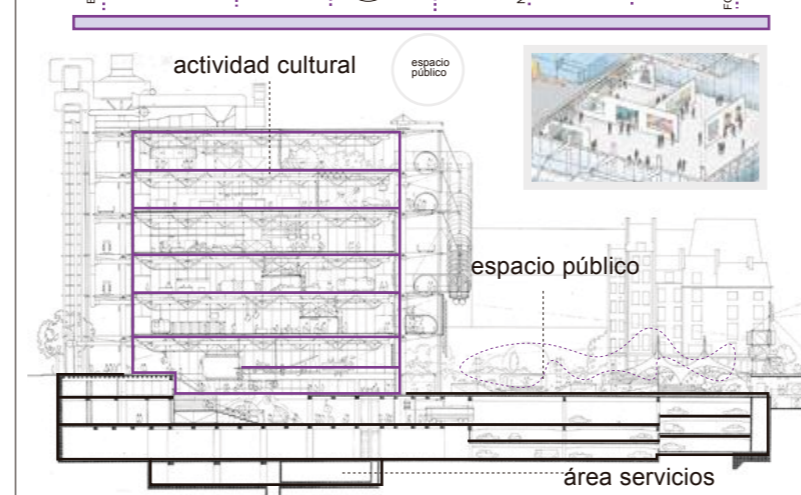 actividad cultural
espacio
público
espacio público
área servicios